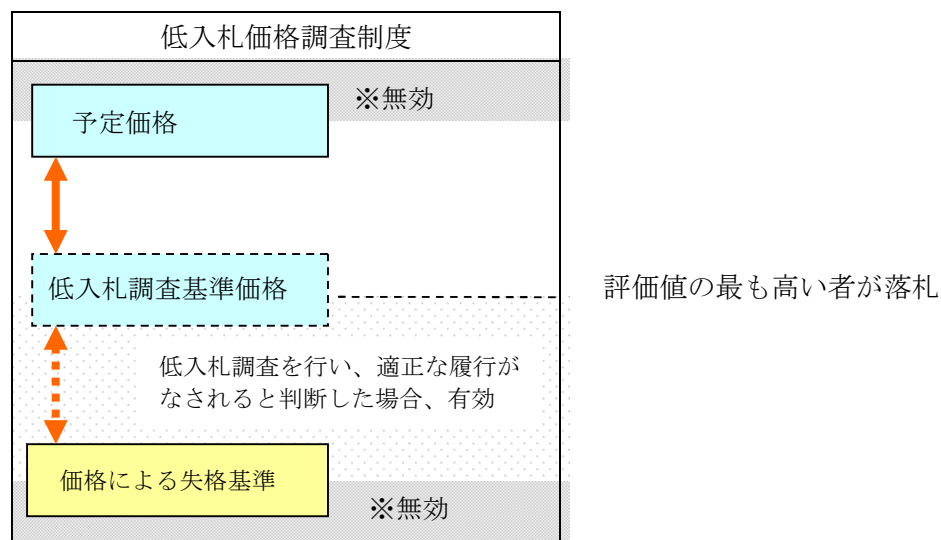 低入札価格調査制度
※無効
予定価格
低入札調査基準価格
評価値の最も高い者が落札
低入札調査を行い、適正な履行が
なされると判断した場合、有効
価格による失格基準
※無効